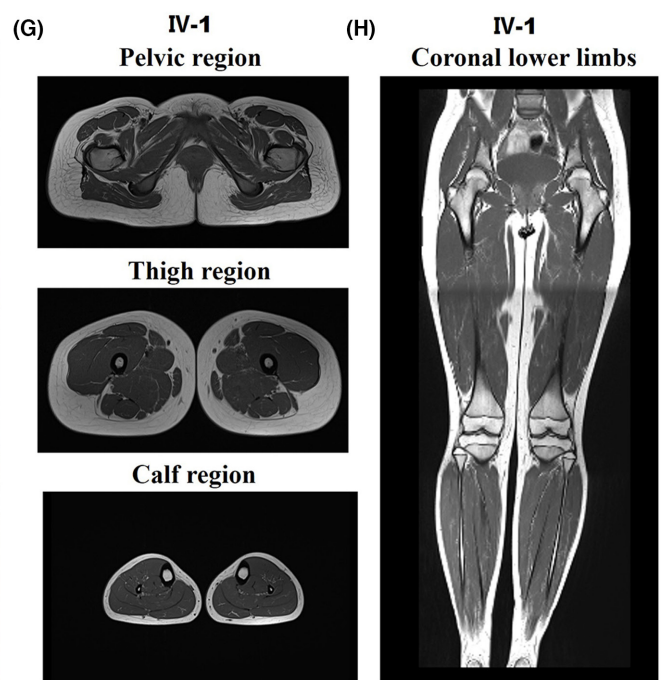 (G)
IV-1
Pelvic region
Thigh region
Calf region
(H)
IV-1
Coronal lower limbs